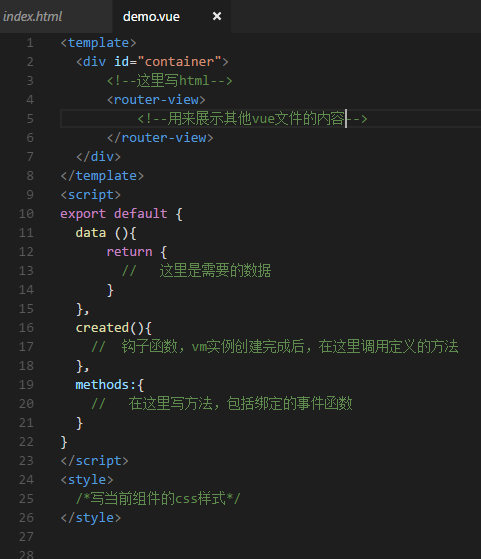 index.html
demo.vue ×
1 <template>
2 <div id="container">
3 <!--这里写html-->
4 <router-view>
5 <!--用来展示其他vue文件的内容-->
6 </router-view>
7 </div>
8 </template>
9 <script>
10 export default {
11 data (){
12 return {
13 // 这里是需要的数据
14 }
15 },
16 created(){
17 // 钩子函数，vm实例创建完成后，在这里调用定义的方法
18 },
19 methods:{
20 // 在这里写方法，包括绑定的事件函数
21 }
22 }
23 </script>
24 <style>
25 /*写当前组件的css样式*/
26 </style>
27
28